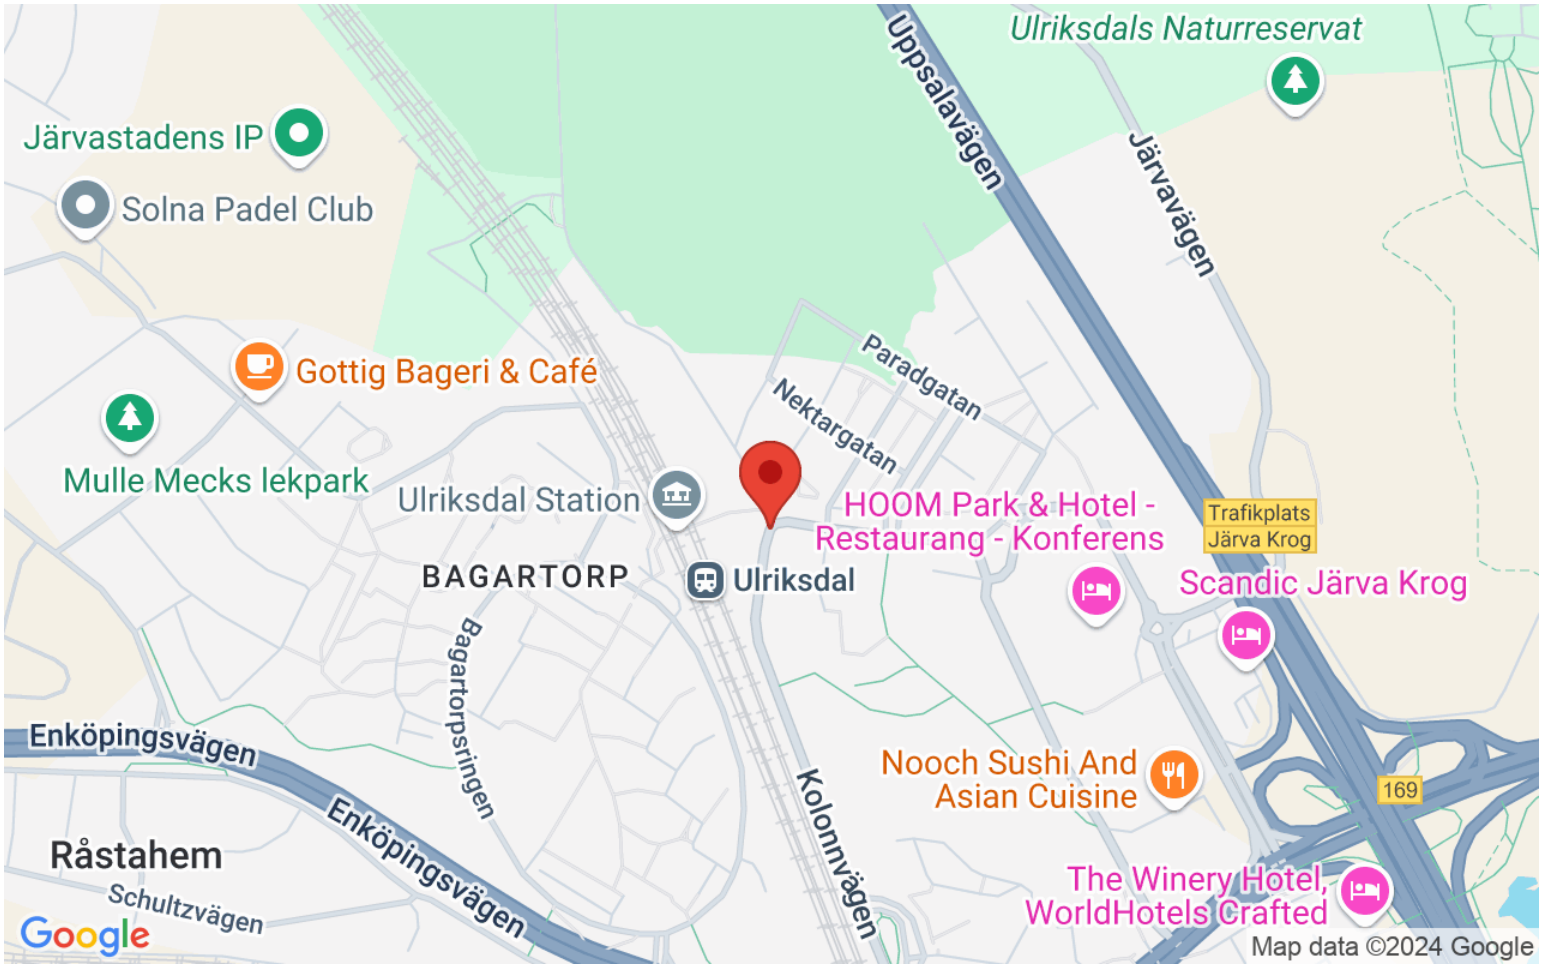 Ulriksdals Naturreservat
Uppsalavägen
Järvastadens IP
Järvavägen
Solna Padel Club
Paradgatan
Gottig Bageri & Café
Nektargatan
Mulle Mecks lekpark
Ulriksdal Station
HOOM Park & Hotel -
Restaurang - Konferens
Trafikplats
Järva Krog
BAGARTORP
Ulriksdal
Scandic Järva Krog
Bagartorpsringen
Enköpingsvägen
Nooch Sushi And
Asian Cuisine
169
Kolonnvägen
Enköpingsvägen
Råstahem
Schultzvägen
The Winery Hotel,
WorldHotels Crafted
Google
Map data ©2024 Google